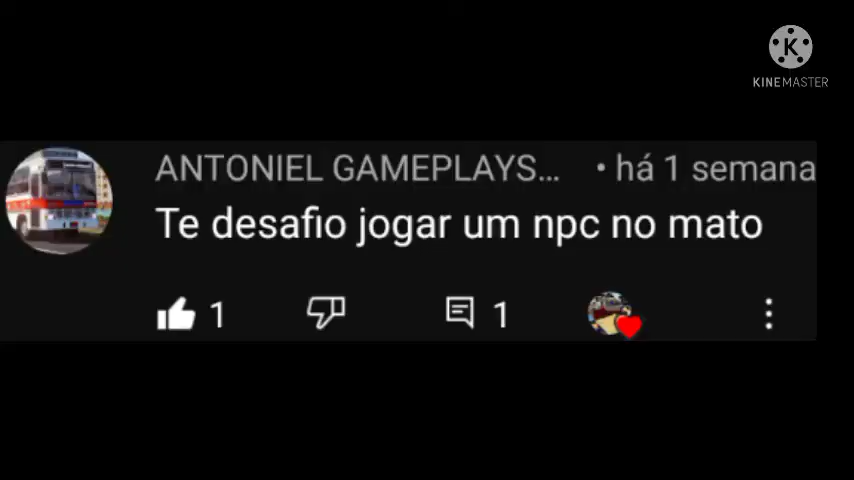 K
KINEMASTER
ANTONIEL GAMEPLAYS... • há 1 semana
Te desafio jogar um npc no mato
1 1